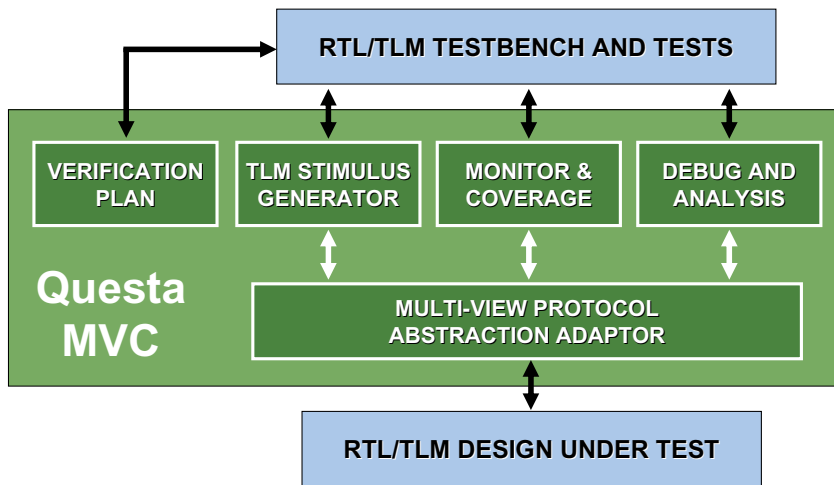 RTL/TLM TESTBENCH AND TESTS
VERIFICATION
PLAN
TLM STIMULUS
GENERATOR
MONITOR &
COVERAGE
DEBUG AND
ANALYSIS
Questa
MVC
MULTI-VIEW PROTOCOL
ABSTRACTION ADAPTOR
RTL/TLM DESIGN UNDER TEST